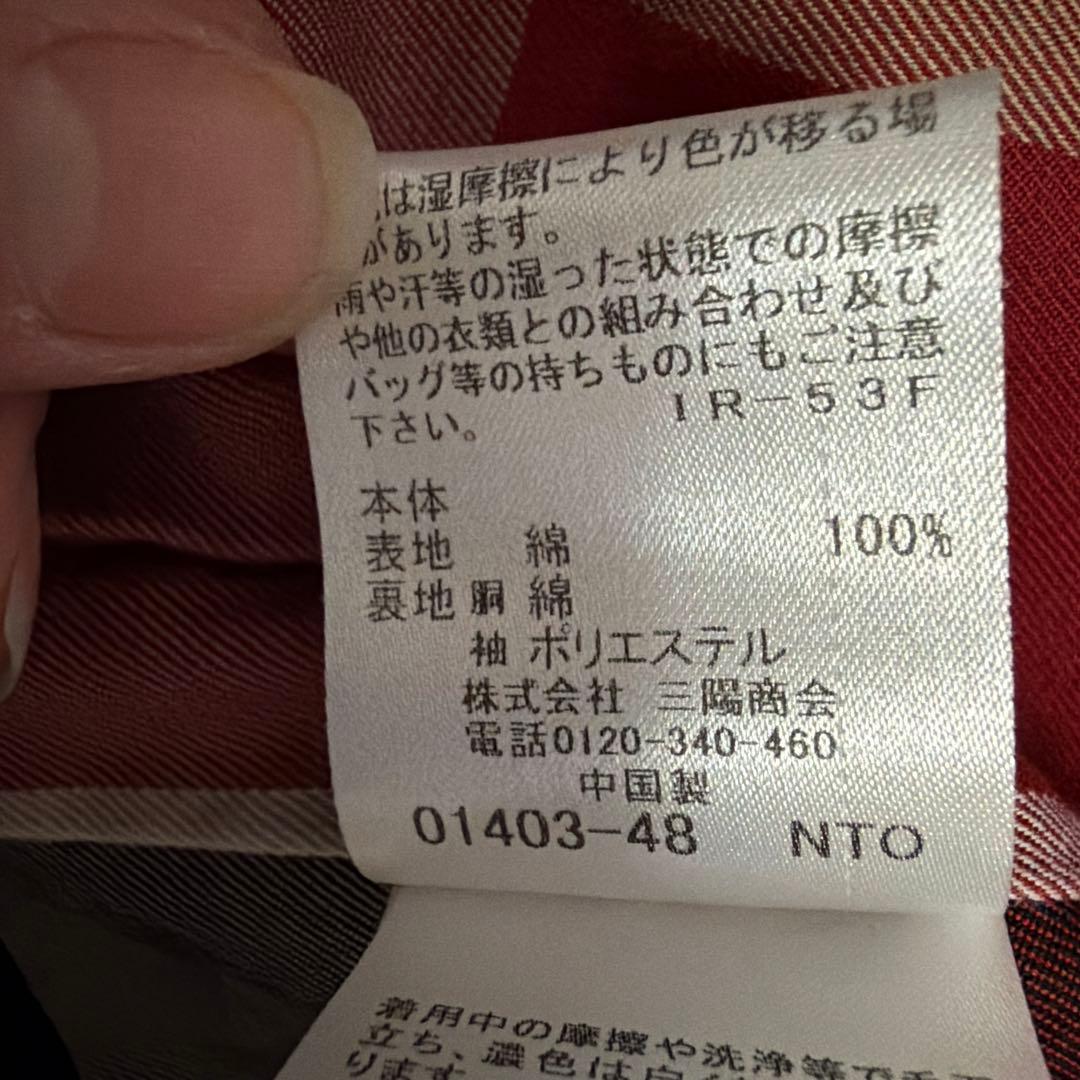 は湿摩擦により色が移る場
があります。
雨や汗等の湿った状態での摩擦
や他の衣類との組み合わせ及び
バッグ等の持ちものにもご注意
下さい。 IR-53F
本体
表地 綿 100%
裏地 胴 綿
袖 ポリエステル
株式会社 三陽商会
電話0120-340-460
中国製
01403-48 NTO
着用中の摩擦や洗浄等で毛
立ち、濃色は白
ります